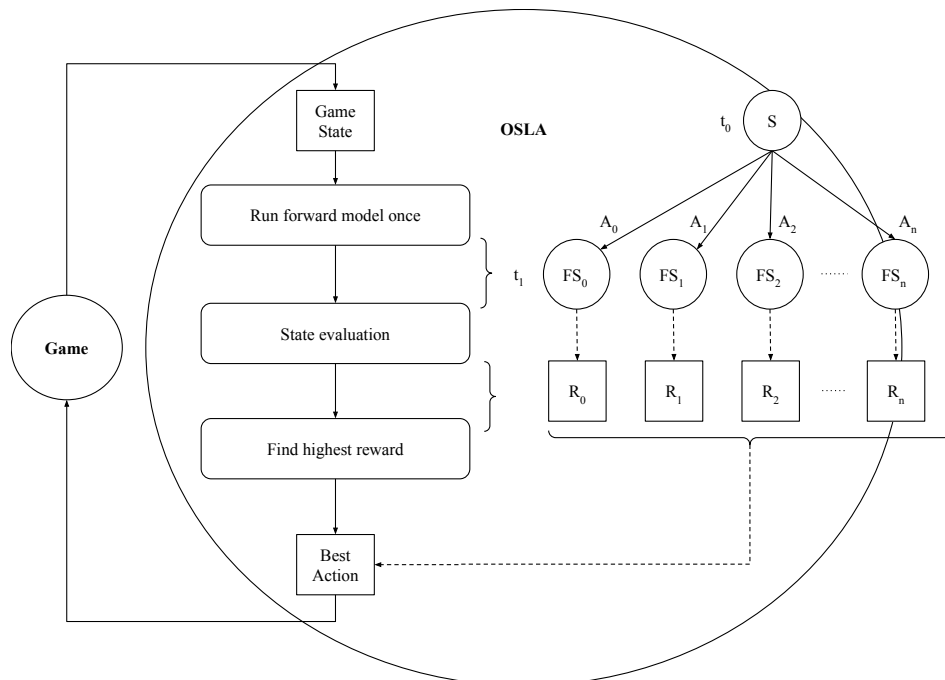 Game
State
OSLA
t₀
S
Run forward model once
A₀
A₁
A₂
Aₙ
t₁
FS₀
FS₁
FS₂
........
FSₙ
Game
State evaluation
R₀
R₁
R₂
........
Rₙ
Find highest reward
Best
Action